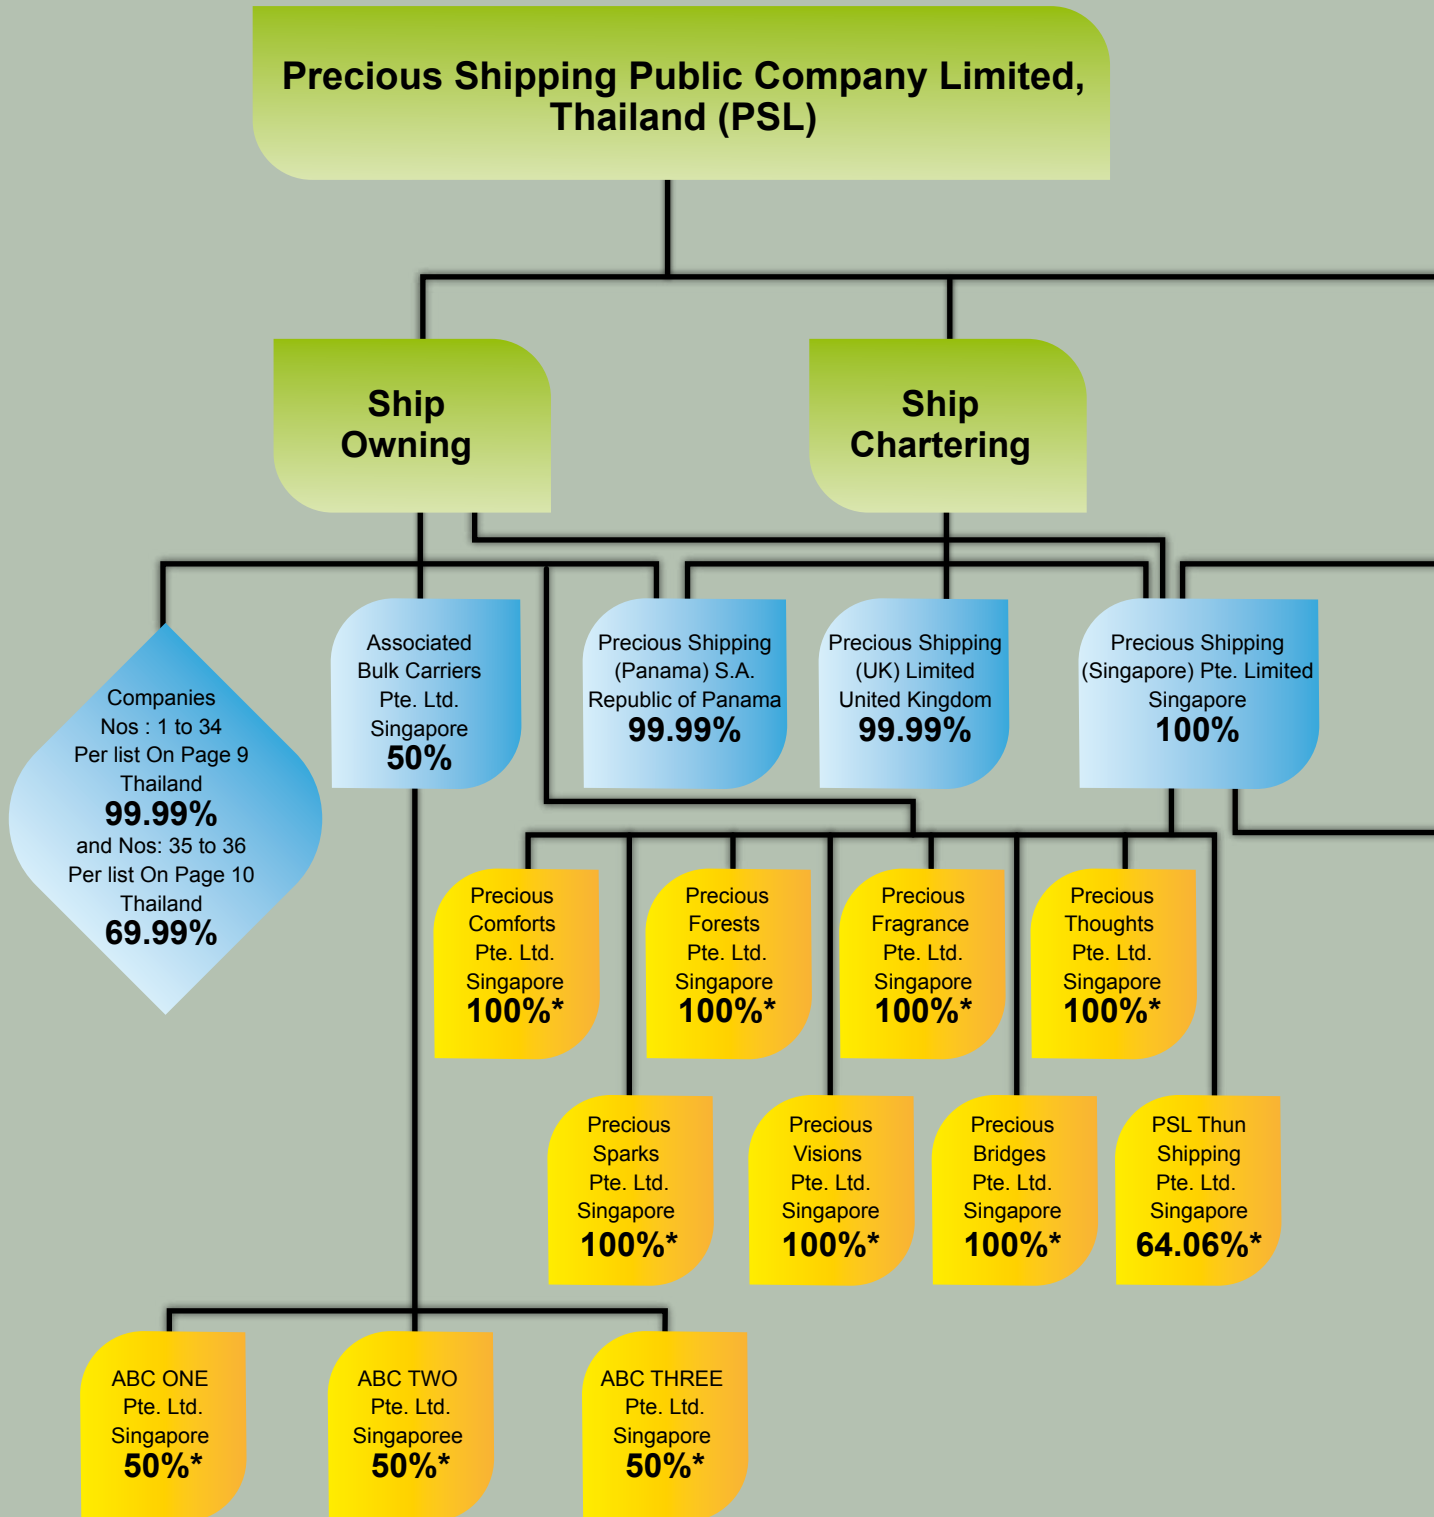 Precious Shipping Public Company Limited,
Thailand (PSL)
Ship
Owning
Ship
Chartering
Companies
Nos : 1 to 34
Per list On Page 9
Thailand
99.99%
and Nos: 35 to 36
Per list On Page 10
Thailand
69.99%
Associated
Bulk Carriers
Pte. Ltd.
Singapore
50%
Precious Shipping
(Panama) S.A.
Republic of Panama
99.99%
Precious Shipping
(UK) Limited
United Kingdom
99.99%
Precious Shipping
(Singapore) Pte. Limited
Singapore
100%
Precious
Comforts
Pte. Ltd.
Singapore
100%*
Precious
Forests
Pte. Ltd.
Singapore
100%*
Precious
Fragrance
Pte. Ltd.
Singapore
100%*
Precious
Thoughts
Pte. Ltd.
Singapore
100%*
Precious
Sparks
Pte. Ltd.
Singapore
100%*
Precious
Visions
Pte. Ltd.
Singapore
100%*
Precious
Bridges
Pte. Ltd.
Singapore
100%*
PSL Thun
Shipping
Pte. Ltd.
Singapore
64.06%*
ABC ONE
Pte. Ltd.
Singapore
50%*
ABC TWO
Pte. Ltd.
Singaporee
50%*
ABC THREE
Pte. Ltd.
Singapore
50%*